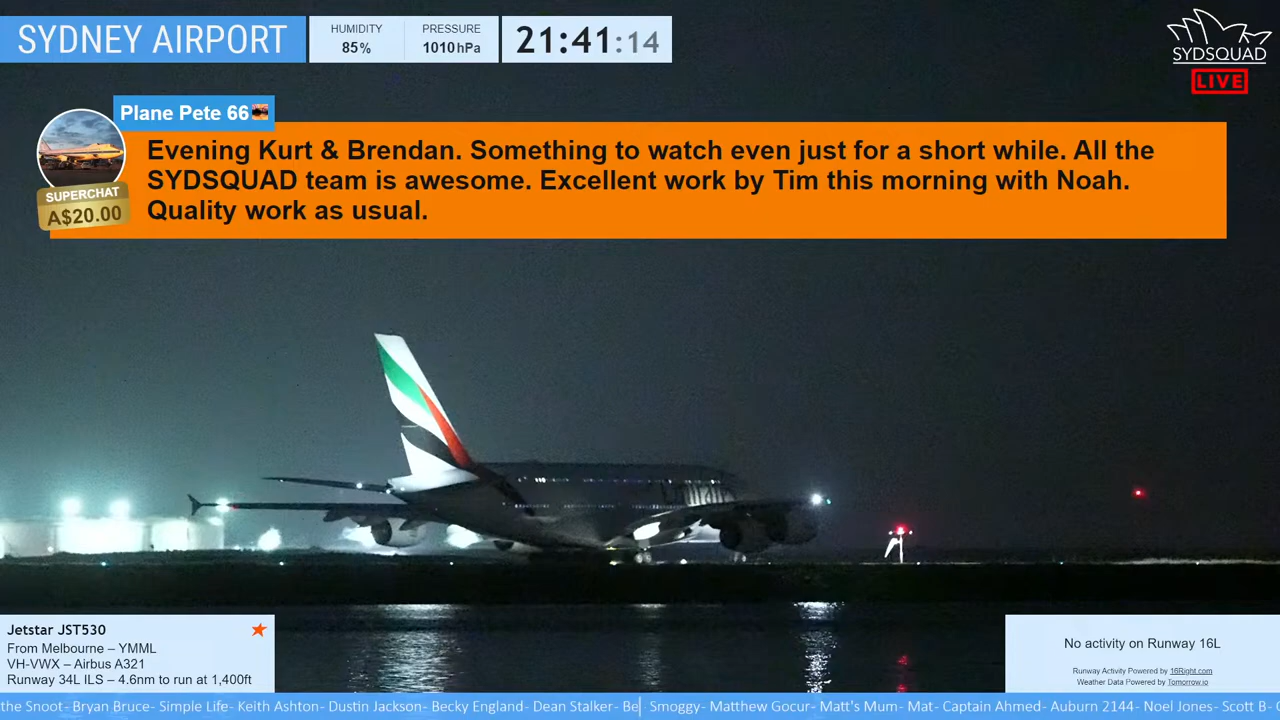 SYDNEY AIRPORT
HUMIDITY
85%
PRESSURE
1010hPa
21:41:14
SYDSQUAD
LIVE
Plane Pete 66
Evening Kurt & Brendan. Something to watch even just for a short while. All the
SYDSQUAD team is awesome. Excellent work by Tim this morning with Noah.
Quality work as usual.
SUPERCHAT
A$20.00
Jetstar JST530
From Melbourne – YMML
VH-VWX – Airbus A321
Runway 34L ILS – 4.6nm to run at 1,400ft
No activity on Runway 16L
Runway Activity Powered by 16Right.com
Weather Data Powered by Tomorrow.io
the Snoot- Bryan Bruce- Simple Life- Keith Ashton- Dustin Jackson- Becky England- Dean Stalker- Be Smoggy- Matthew Gocur- Matt's Mum- Mat- Captain Ahmed- Auburn 2144- Noel Jones- Scott B-